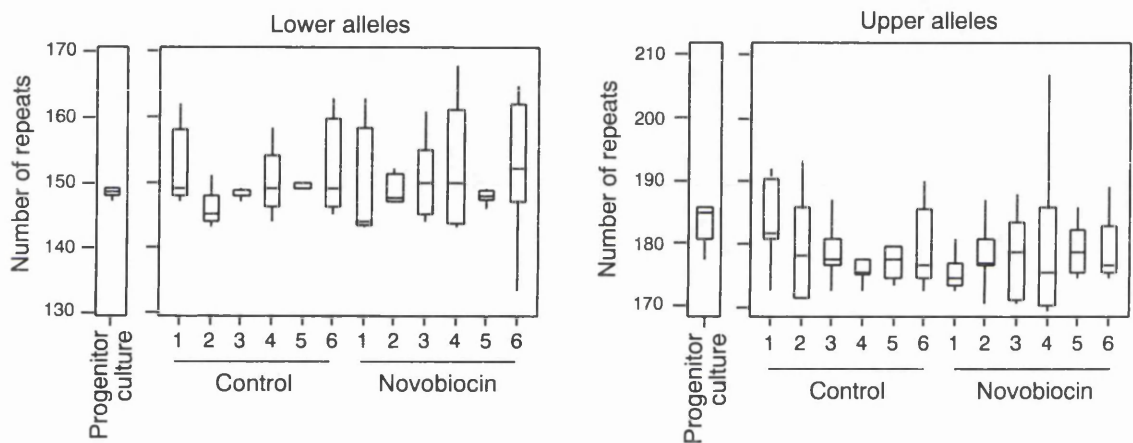 Lower alleles
Number of repeats
170
160
150
140
130
1 2 3 4 5 6 1 2 3 4 5 6
Progenitor
culture
Control Novobiocin
Upper alleles
Number of repeats
210
200
190
180
170
1 2 3 4 5 6 1 2 3 4 5 6
Progenitor
culture
Control Novobiocin